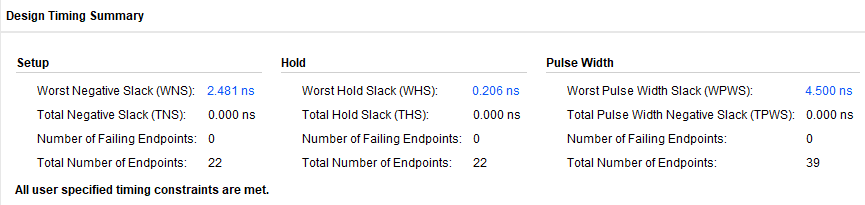 Design Timing Summary
Setup Hold Pulse Width
Worst Negative Slack (WNS): 2.481 ns Worst Hold Slack (WHS): 0.206 ns Worst Pulse Width Slack (WPWS): 4.500 ns
Total Negative Slack (TNS): 0.000 ns Total Hold Slack (THS): 0.000 ns Total Pulse Width Negative Slack (TPWS): 0.000 ns
Number of Failing Endpoints: 0 Number of Failing Endpoints: 0 Number of Failing Endpoints: 0
Total Number of Endpoints: 22 Total Number of Endpoints: 22 Total Number of Endpoints: 39
All user specified timing constraints are met.